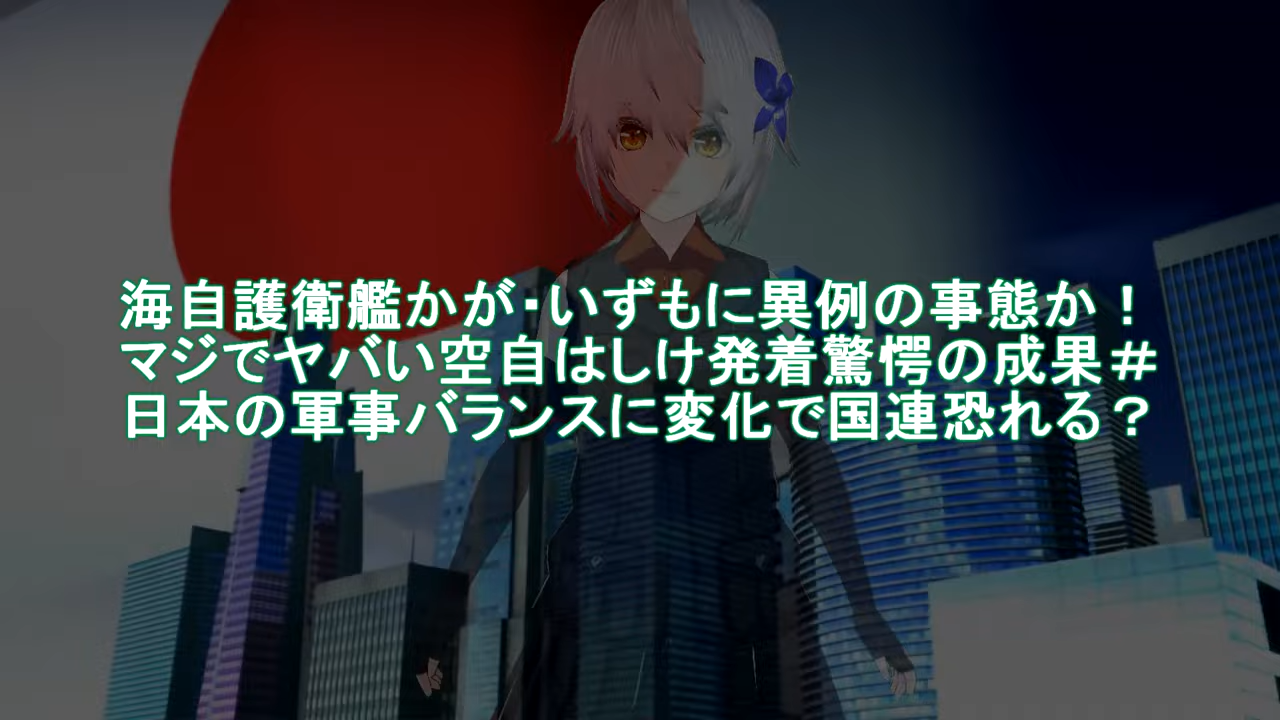 海自護衛艦かが・いずもに異例の事態か！
マジでヤバい空自はしけ発着驚愕の成果＃
日本の軍事バランスに変化で国連恐れる？